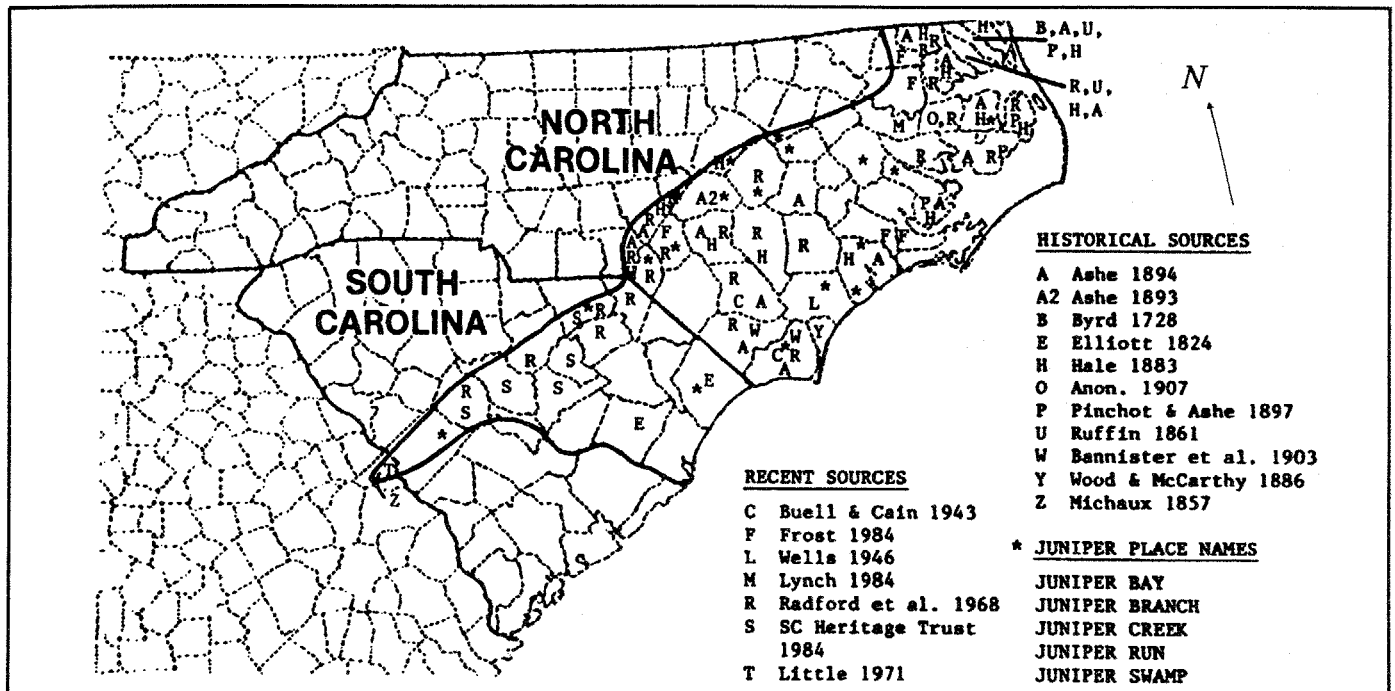 NORTH
CAROLINA
SOUTH
CAROLINA
B,A,U,
P,H
R,U,
H,A
N
A H
R R
F
F R
A
H
H
A
M
O,R
A
H*
R
P
H
R
A R
P
P A
H
H*
R
*
A2*
A
R
H
A
R
F
R*
A R
H
R
H
R
H
A
F F
R
C A
L
R
W
A
Y
W
R
C
A
R
R
S
R
S
S
S
R
S
*
E
*
E
T
Z
HISTORICAL SOURCES
A Ashe 1894
A2 Ashe 1893
B Byrd 1728
E Elliott 1824
H Hale 1883
O Anon. 1907
P Pinchot & Ashe 1897
U Ruffin 1861
W Bannister et al. 1903
Y Wood & McCarthy 1886
Z Michaux 1857
RECENT SOURCES
C Buell & Cain 1943
F Frost 1984
L Wells 1946
M Lynch 1984
R Radford et al. 1968
S SC Heritage Trust
1984
T Little 1971
* JUNIPER PLACE NAMES
JUNIPER BAY
JUNIPER BRANCH
JUNIPER CREEK
JUNIPER RUN
JUNIPER SWAMP